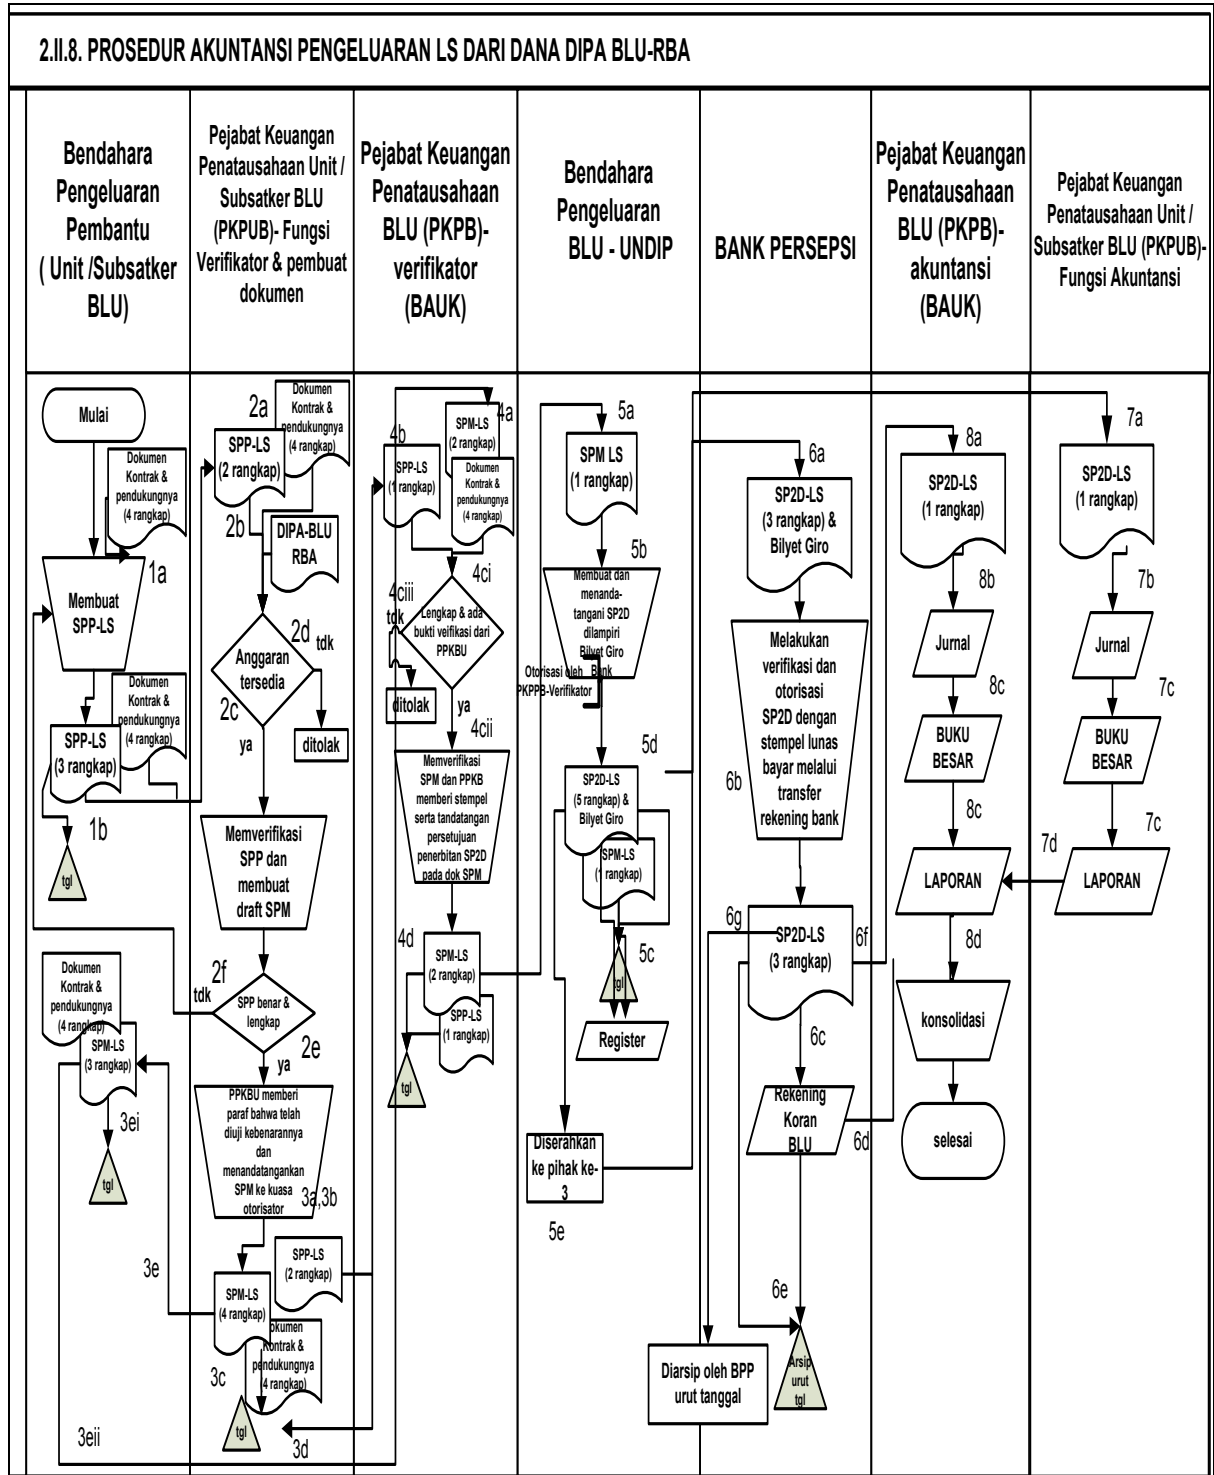 2.II.8. PROSEDUR AKUNTANSI PENGELUARAN LS DARI DANA DIPA BLU-RBA
Bendahara
Pengeluaran
Pembantu
( Unit /Subsatker
BLU)
Pejabat Keuangan
Penatausahaan Unit /
Subsatker BLU
(PKPUB)- Fungsi
Verifikator & pembuat
dokumen
Pejabat Keuangan
Penatausahaan
BLU (PKPB)-
verifikator
(BAUK)
Bendahara
Pengeluaran
BLU - UNDIP
BANK PERSEPSI
Pejabat Keuangan
Penatausahaan
BLU (PKPB)-
akuntansi
(BAUK)
Pejabat Keuangan
Penatausahaan Unit /
Subsatker BLU (PKPUB)-
Fungsi Akuntansi
Mulai
Dokumen
Kontrak &
pendukungnya
(4 rangkap)
1a
Membuat
SPP-LS
Dokumen
Kontrak &
pendukungnya
(4 rangkap)
SPP-LS
(3 rangkap)
1b
tgl
Dokumen
Kontrak &
pendukungnya
(4 rangkap)
SPM-LS
(3 rangkap)
3ei
tgl
3e
3eii
2a
Dokumen
Kontrak &
pendukungnya
(4 rangkap)
SPP-LS
(2 rangkap)
2b
DIPA-BLU
RBA
2d
tdk
Anggaran
tersedia
2c
ya
ditolak
Memverifikasi
SPP dan
membuat
draft SPM
2f
tdk
SPP benar &
lengkap
2e
ya
PPKBU memberi
paraf bahwa telah
diuji kebenarannya
dan
menandatangankan
SPM ke kuasa
otorisator
3a,3b
SPP-LS
(2 rangkap)
SPM-LS
(4 rangkap)
okumen
Kontrak &
pendukungnya
4 rangkap)
3c
tgl
3d
4a
SPM-LS
(2 rangkap)
4b
SPP-LS
(1 rangkap)
Dokumen
Kontrak &
pendukungnya
(4 rangkap)
4ci
4ciii
tdk
Lengkap & ada
bukti veifikasi dari
PPKBU
ditolak
ya
4cii
Memverifikasi
SPM dan PPKB
memberi stempel
serta tandatangan
persetujuan
penerbitan SP2D
pada dok SPM
4d
SPM-LS
(2 rangkap)
SPP-LS
(1 rangkap)
tgl
5a
SPM LS
(1 rangkap)
5b
Membuat dan
menanda-
tangani SP2D
dilampiri
Bilyet Giro
Bank
Otorisasi oleh
PKPPB-Verifikator
5d
SP2D-LS
(5 rangkap) &
Bilyet Giro
SPM-LS
(1 rangkap)
5c
tgl
Register
Diserahkan
ke pihak ke-
3
5e
6a
SP2D-LS
(3 rangkap) &
Bilyet Giro
Melakukan
verifikasi dan
otorisasi
SP2D dengan
stempel lunas
bayar melalui
transfer
rekening bank
6b
6g
SP2D-LS
(3 rangkap)
6f
6c
Rekening
Koran
BLU
6d
6e
Diarsip oleh BPP
urut tanggal
Arsip
urut
tgl
8a
SP2D-LS
(1 rangkap)
8b
Jurnal
8c
BUKU
BESAR
8c
LAPORAN
8d
konsolidasi
selesai
7a
SP2D-LS
(1 rangkap)
7b
Jurnal
7c
BUKU
BESAR
7c
7d
LAPORAN